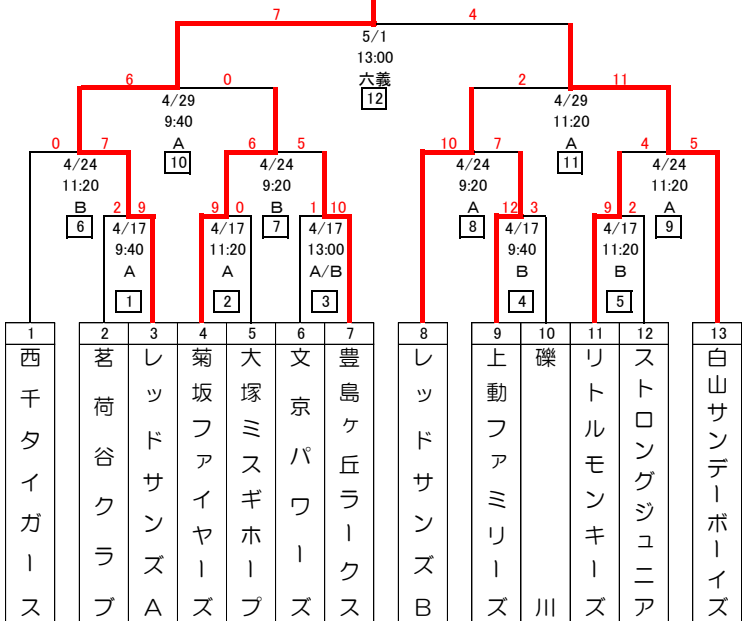 7 4
5/1
13:00
六義
12
6 0 2 11
4/29 4/29
9:40 11:20
A A
10 11
0 7 6 5 10 7 4 5
4/24 4/24 4/24 4/24
11:20 9:20 9:20 11:20
B B A A
6 7 8 9
2 9 9 0 1 10 12 3 9 2
4/17 4/17 4/17 4/17 4/17
9:40 11:20 13:00 9:40 11:20
A A A/B B B
1 2 3 4 5
1 2 3 4 5 6 7 8 9 10 11 12 13
西千タイガース
茗荷谷クラブ
レッドサンズA
菊坂ファイヤーズ
大塚ミスギホープ
文京パワーズ
豊島ヶ丘ラークス
レッドサンズB
上動ファミリーズ
礫川
リトルモンキーズ
ストロングジュニア
白山サンデーボーイズ